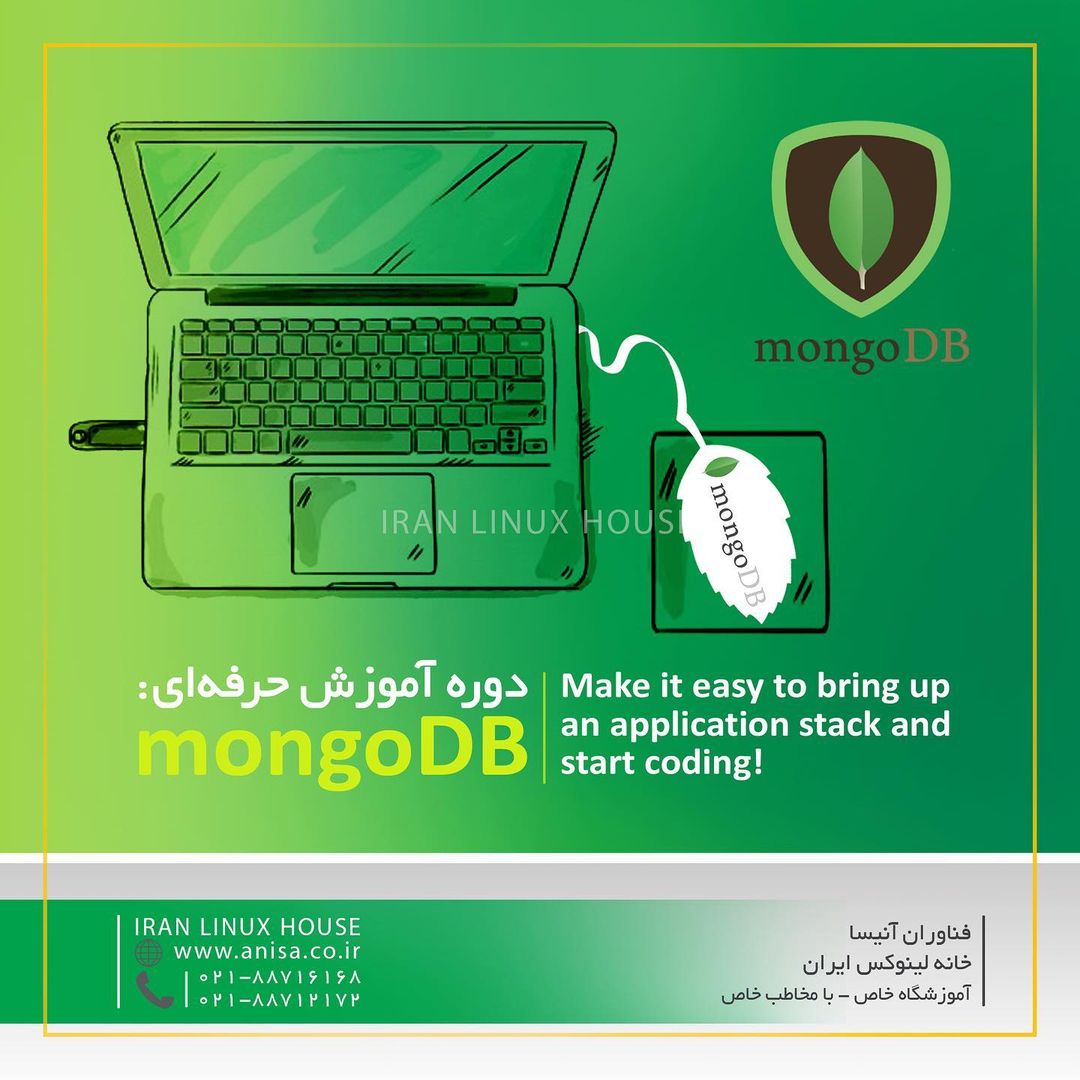 mongoDB
IRAN LINUX HOUSE
mongoDB
دوره آموزش حرفه‌ای:
mongoDB
Make it easy to bring up
an application stack and
start coding!
IRAN LINUX HOUSE
www.anisa.co.ir
۰۲۱-۸۸۷۱۶۱۶۸
۰۲۱-۸۸۷۱۲۱۷۲
فناوران آنیسا
خانه لینوکس ایران
آموزشگاه خاص - با مخاطب خاص